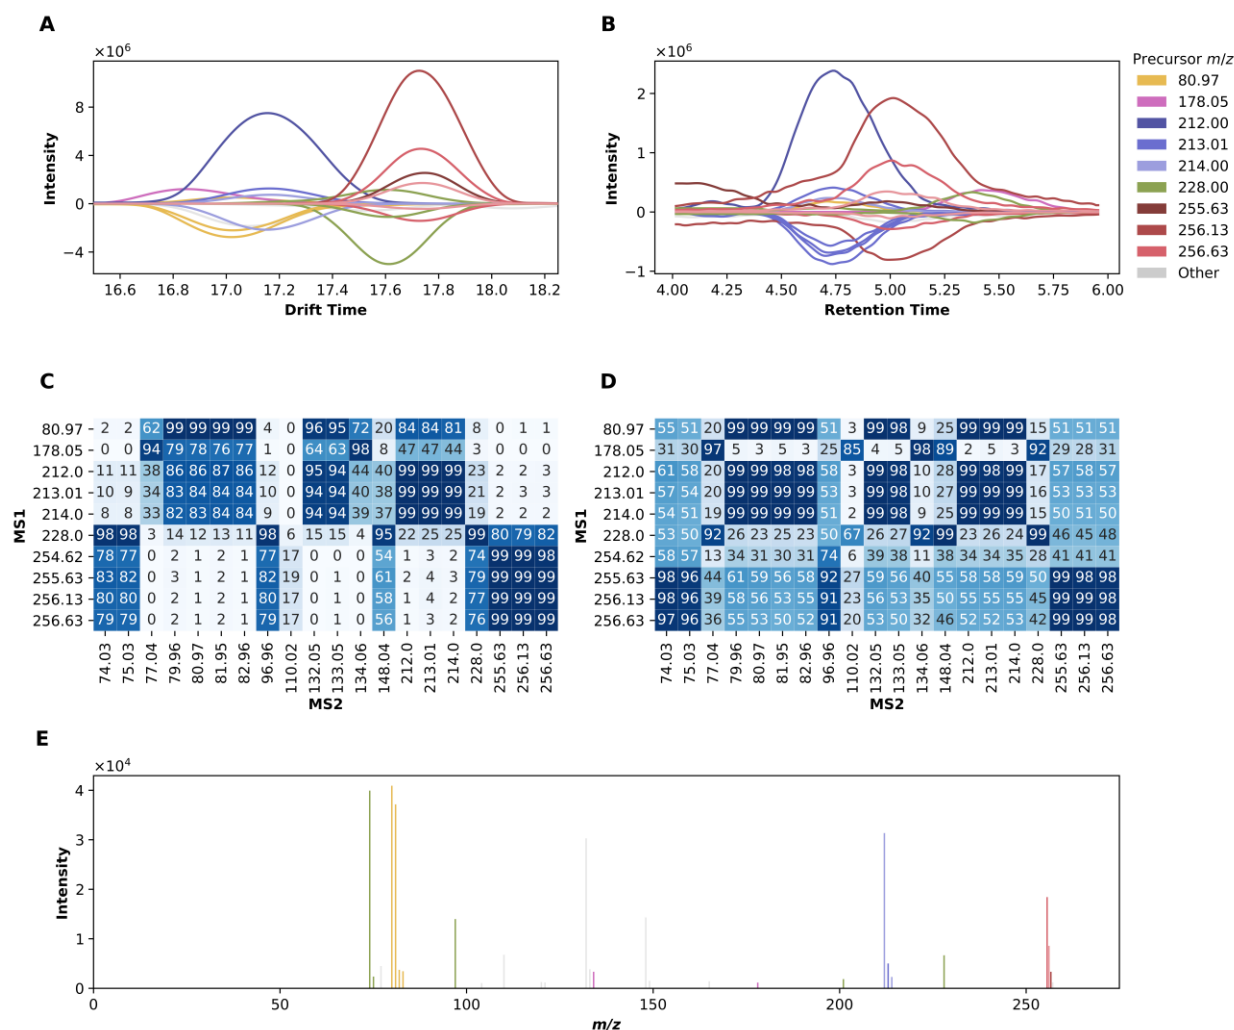 A
×10⁶
8
4
0
−4
Intensity
16.6 16.8 17.0 17.2 17.4 17.6 17.8 18.0 18.2
Drift Time
B
×10⁶
2
1
0
−1
Intensity
4.00 4.25 4.50 4.75 5.00 5.25 5.50 5.75 6.00
Retention Time
Precursor m/z
80.97
178.05
212.00
213.01
214.00
228.00
255.63
256.13
256.63
Other
C
MS1
80.97 2 2 62 99 99 99 99 4 0 96 95 72 20 84 84 81 8 0 1 1
178.05 0 0 94 79 78 76 77 1 0 64 63 98 8 47 47 44 3 0 0 0
212.0 11 11 38 86 86 87 86 12 0 95 94 44 40 99 99 99 23 2 2 3
213.01 10 9 34 83 84 84 84 10 0 94 94 40 38 99 99 99 21 2 3 3
214.0 8 8 33 82 83 84 84 9 0 94 94 39 37 99 99 99 19 2 2 2
228.0 98 98 3 14 12 13 11 98 6 15 15 4 95 22 25 25 99 80 79 82
254.62 78 77 0 2 1 2 1 77 17 0 0 0 54 1 3 2 74 99 99 98
255.63 83 82 0 3 1 2 1 82 19 0 1 0 61 2 4 3 79 99 99 99
256.13 80 80 0 2 1 2 1 80 17 0 1 0 58 1 4 2 77 99 99 99
256.63 79 79 0 2 1 2 1 79 17 0 1 0 56 1 3 2 76 99 99 99
74.03 75.03 77.04 79.96 80.97 81.95 82.96 96.96 110.02 132.05 133.05 134.06 148.04 212.0 213.01 214.0 228.0 255.63 256.13 256.63
MS2
D
MS1
80.97 55 51 20 99 99 99 99 51 3 99 98 9 25 99 99 99 15 51 51 51
178.05 31 30 97 5 3 5 3 25 85 4 5 98 89 2 5 3 92 29 28 31
212.0 61 58 20 99 99 98 99 58 3 99 98 10 28 99 98 99 17 57 58 57
213.01 57 54 20 99 99 99 99 53 3 99 98 10 27 99 99 99 16 53 53 53
214.0 54 51 19 99 99 99 99 51 3 99 98 9 25 99 99 99 15 50 51 50
228.0 53 50 92 26 23 25 23 50 67 26 27 92 99 23 26 24 99 46 45 48
254.62 58 57 13 34 31 30 31 74 6 39 38 11 38 34 34 35 28 41 41 41
255.63 98 96 44 61 59 56 58 92 27 59 56 40 55 58 59 59 50 99 98 98
256.13 98 96 39 58 56 53 55 91 23 56 53 35 50 55 55 55 45 99 99 98
256.63 97 96 36 55 53 50 52 91 20 53 50 32 46 52 52 53 42 99 99 98
74.03 75.03 77.04 79.96 80.97 81.95 82.96 96.96 110.02 132.05 133.05 134.06 148.04 212.0 213.01 214.0 228.0 255.63 256.13 256.63
MS2
E
×10⁴
4
3
2
1
0
Intensity
0 50 100 150 200 250
m/z